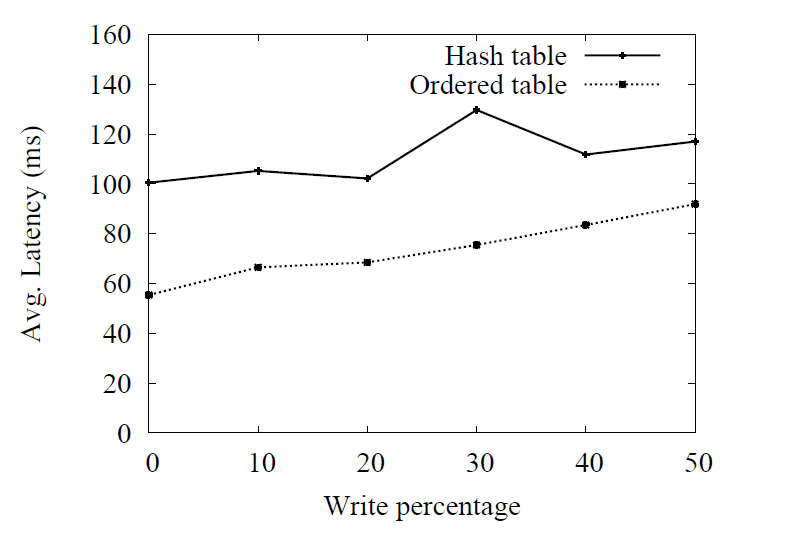 160
140
120
100
80
60
40
20
0
Avg. Latency (ms)
Hash table
Ordered table
0 10 20 30 40 50
Write percentage